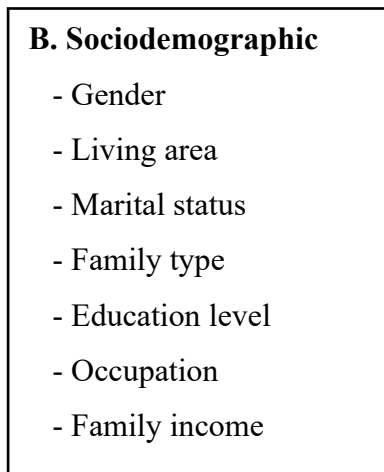 B. Sociodemographic
- Gender
- Living area
- Marital status
- Family type
- Education level
- Occupation
- Family income